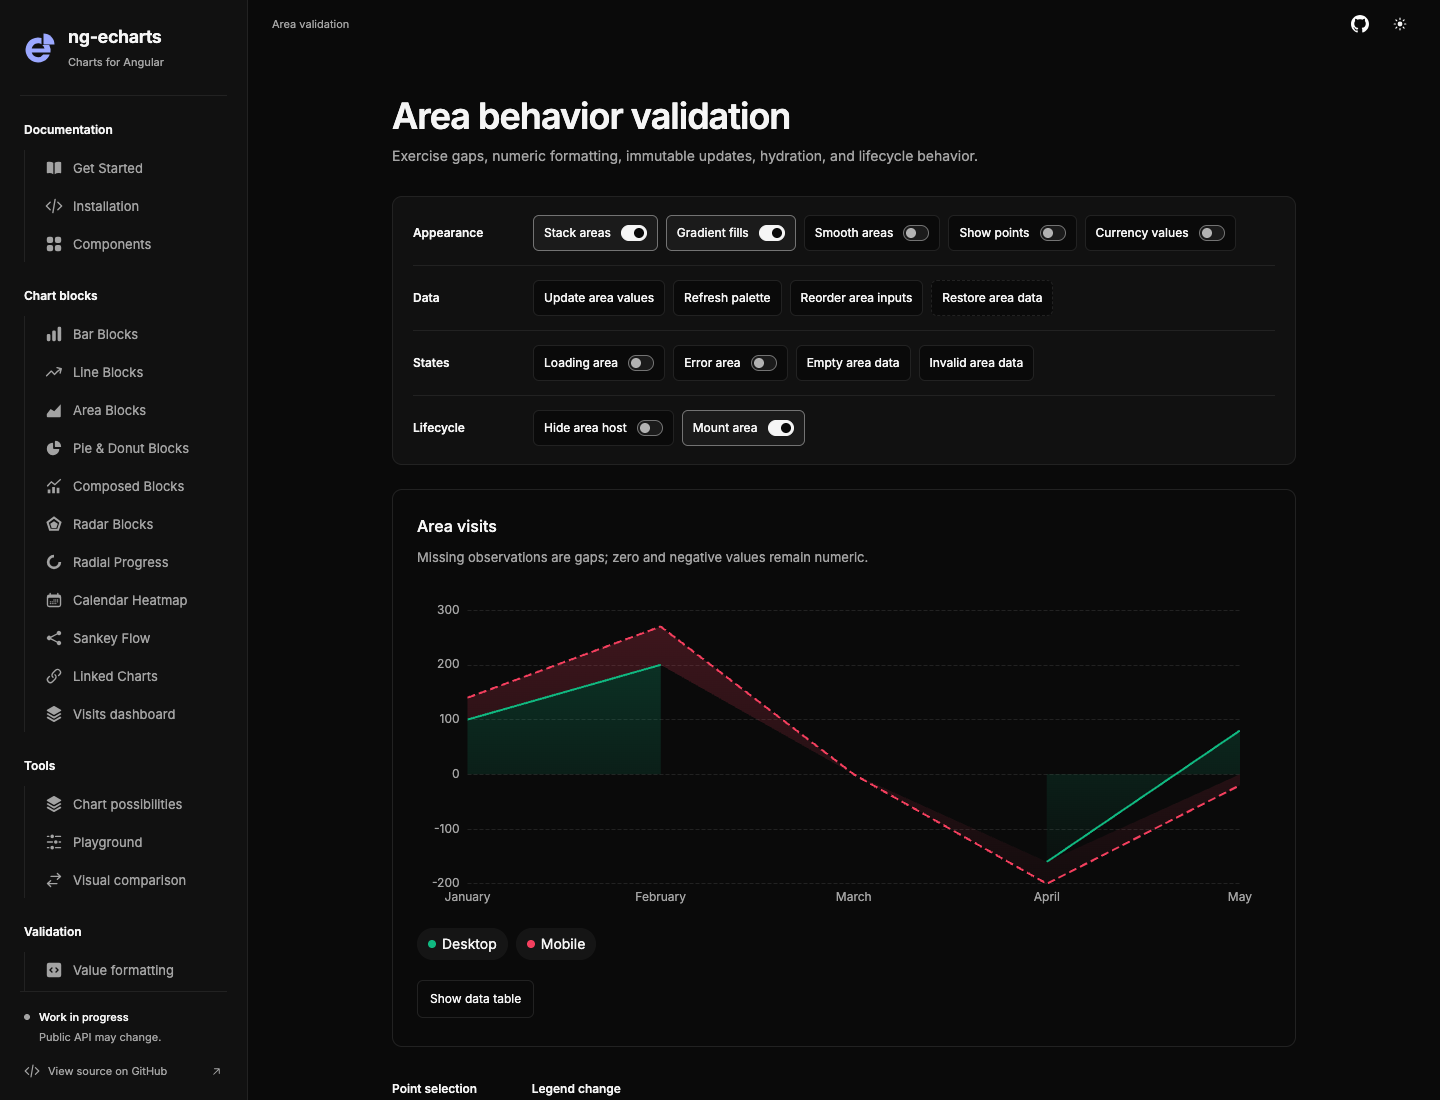 ng-echarts
Charts for Angular
Documentation
Get Started
Installation
Components
Chart blocks
Bar Blocks
Line Blocks
Area Blocks
Pie & Donut Blocks
Composed Blocks
Radar Blocks
Radial Progress
Calendar Heatmap
Sankey Flow
Linked Charts
Visits dashboard
Tools
Chart possibilities
Playground
Visual comparison
Validation
Value formatting
Work in progress
Public API may change.
View source on GitHub
Area validation
Area behavior validation
Exercise gaps, numeric formatting, immutable updates, hydration, and lifecycle behavior.
Appearance Stack areas Gradient fills Smooth areas Show points Currency values
Data Update area values Refresh palette Reorder area inputs Restore area data
States Loading area Error area Empty area data Invalid area data
Lifecycle Hide area host Mount area
Area visits
Missing observations are gaps; zero and negative values remain numeric.
300
200
100
0
-100
-200
January February March April May
Desktop Mobile
Show data table
Point selection Legend change